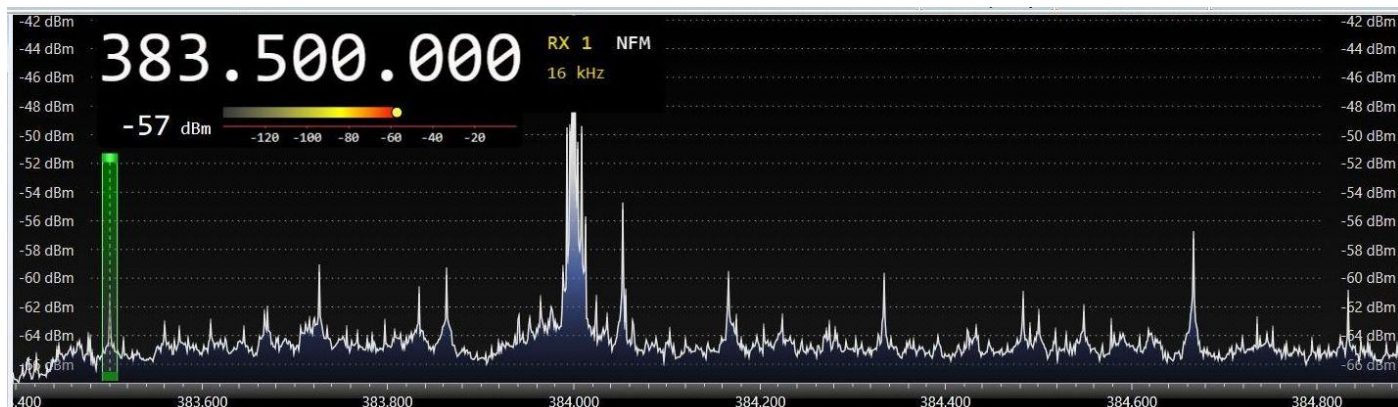 -42 dBm -42 dBm
383.500.000 RX 1 NFM
-44 dBm -44 dBm
16 kHz
-46 dBm -46 dBm
-48 dBm -48 dBm
-57 dBm -120 -100 -80 -60 -40 -20
-50 dBm -50 dBm
-52 dBm -52 dBm
-54 dBm -54 dBm
-56 dBm -56 dBm
-58 dBm -58 dBm
-60 dBm -60 dBm
-62 dBm -62 dBm
-64 dBm -64 dBm
-66 dBm -66 dBm
.400 383.600 383.800 384.000 384.200 384.400 384.600 384.800